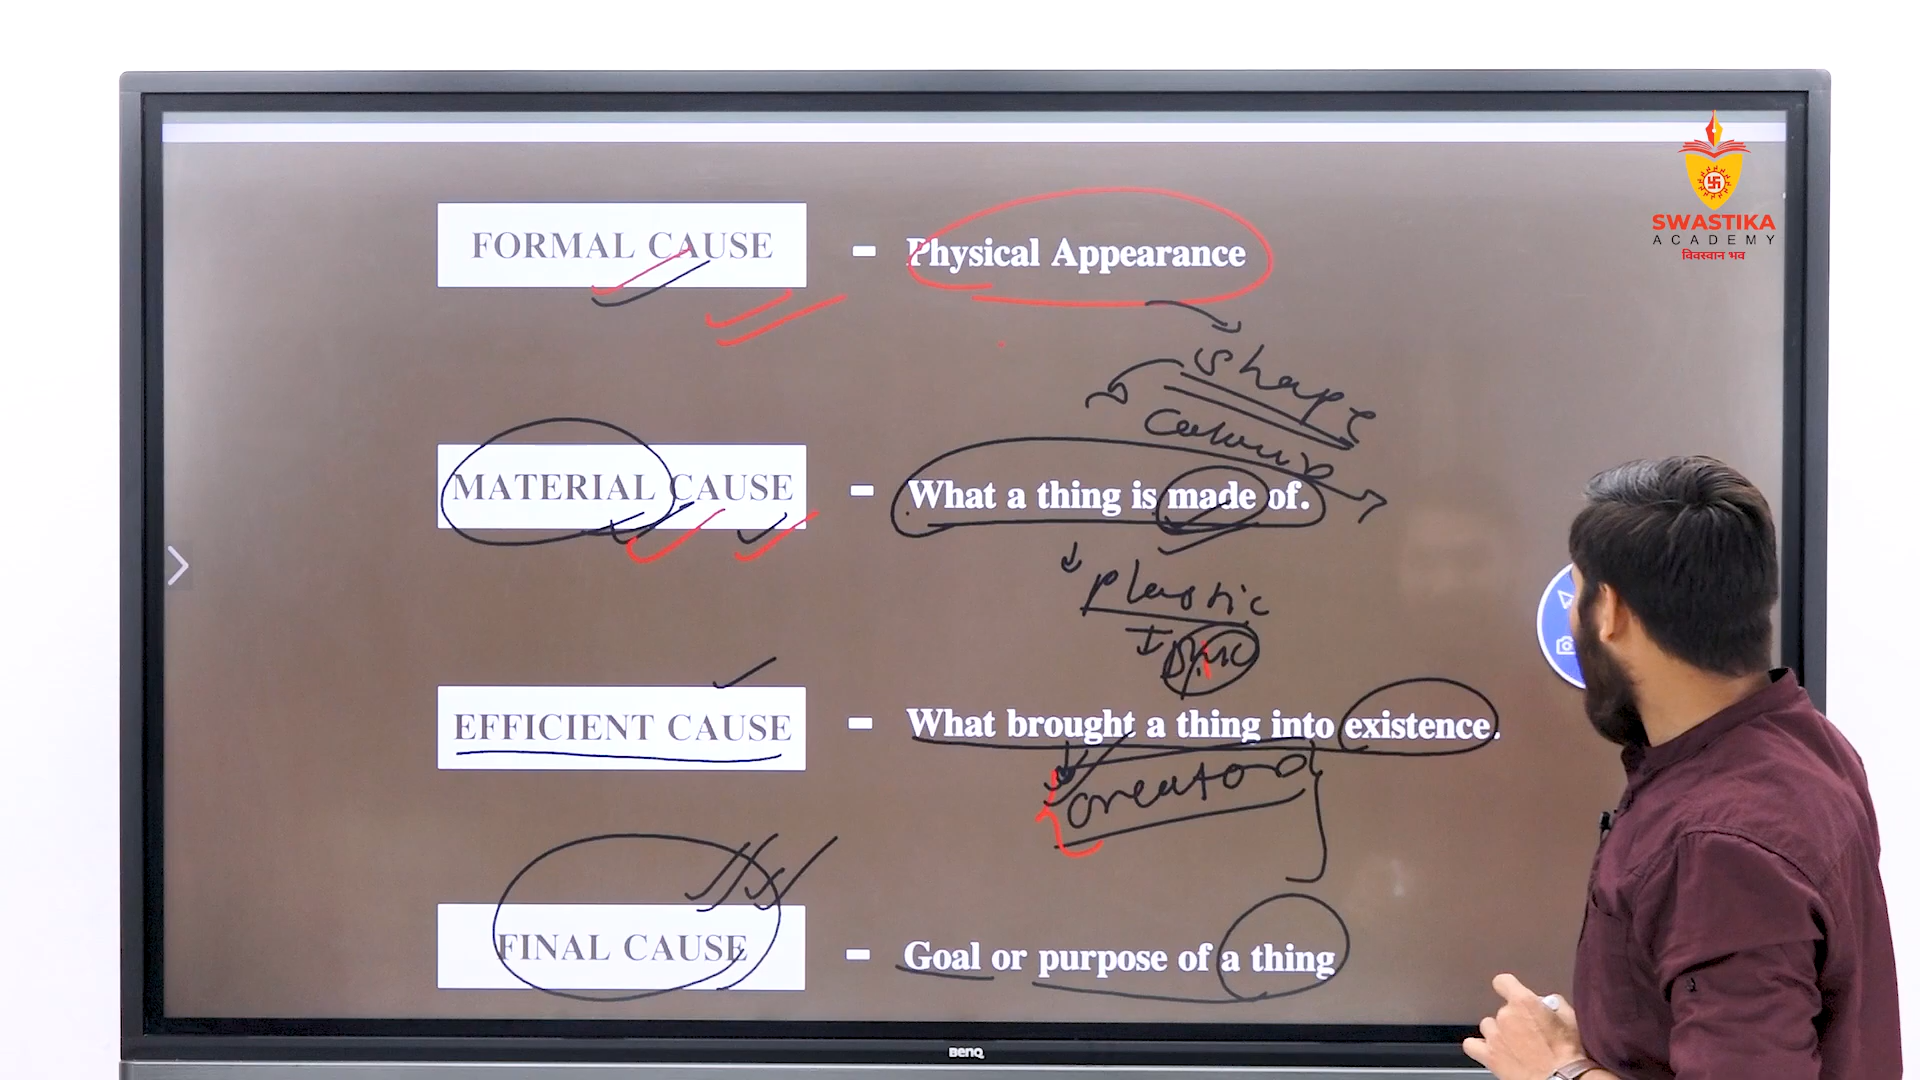 SWASTIKA
ACADEMY
विवस्वान भव
FORMAL CAUSE - Physical Appearance
shape
colour
MATERIAL CAUSE - What a thing is made of.
plastic
EFFICIENT CAUSE - What brought a thing into existence.
creator
FINAL CAUSE - Goal or purpose of a thing
BenQ